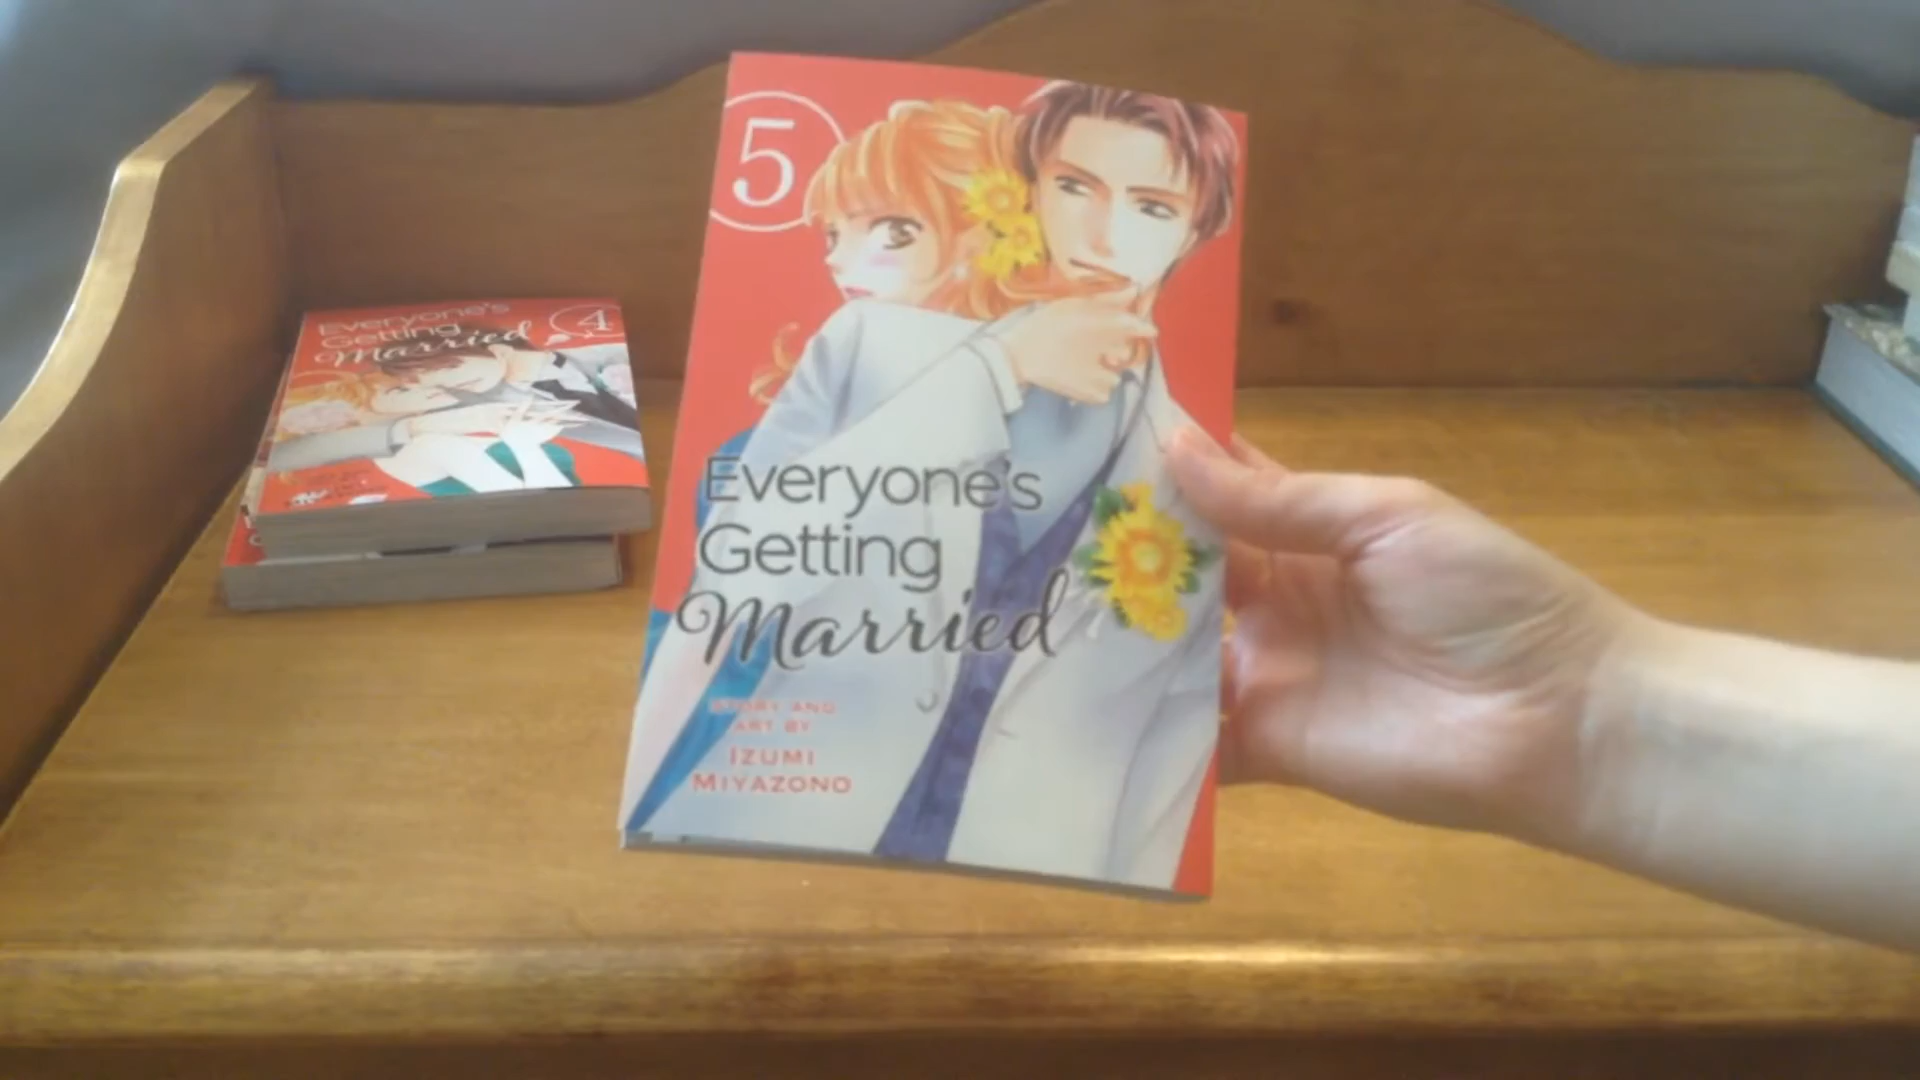 Everyone's
Getting
Married
4
5
Everyone's
Getting
Married
STORY AND
ART BY
IZUMI
MIYAZONO